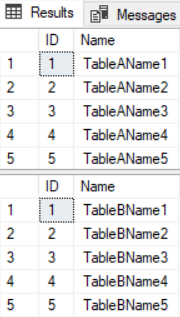 Results Messages
ID Name
1 1 TableAName1
2 2 TableAName2
3 3 TableAName3
4 4 TableAName4
5 5 TableAName5
ID Name
1 1 TableBName1
2 2 TableBName2
3 3 TableBName3
4 4 TableBName4
5 5 TableBName5